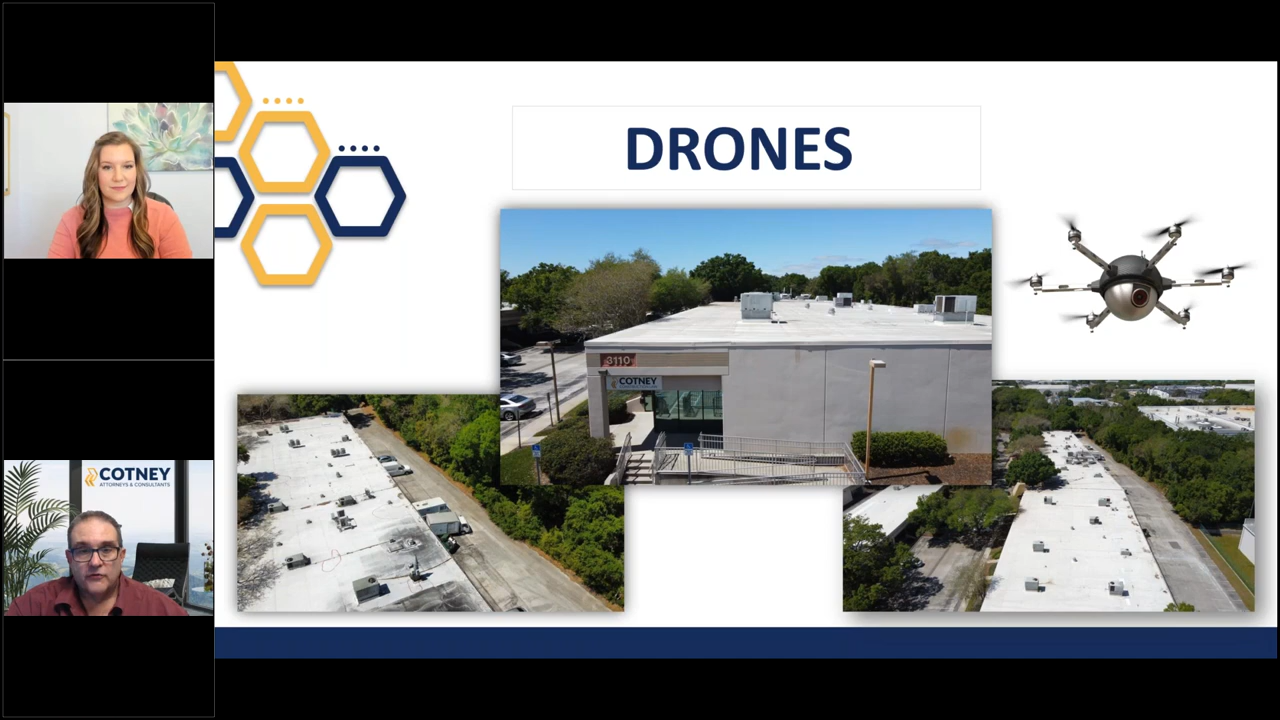 DRONES
3110
COTNEY
COTNEY
ATTORNEYS & CONSULTANTS